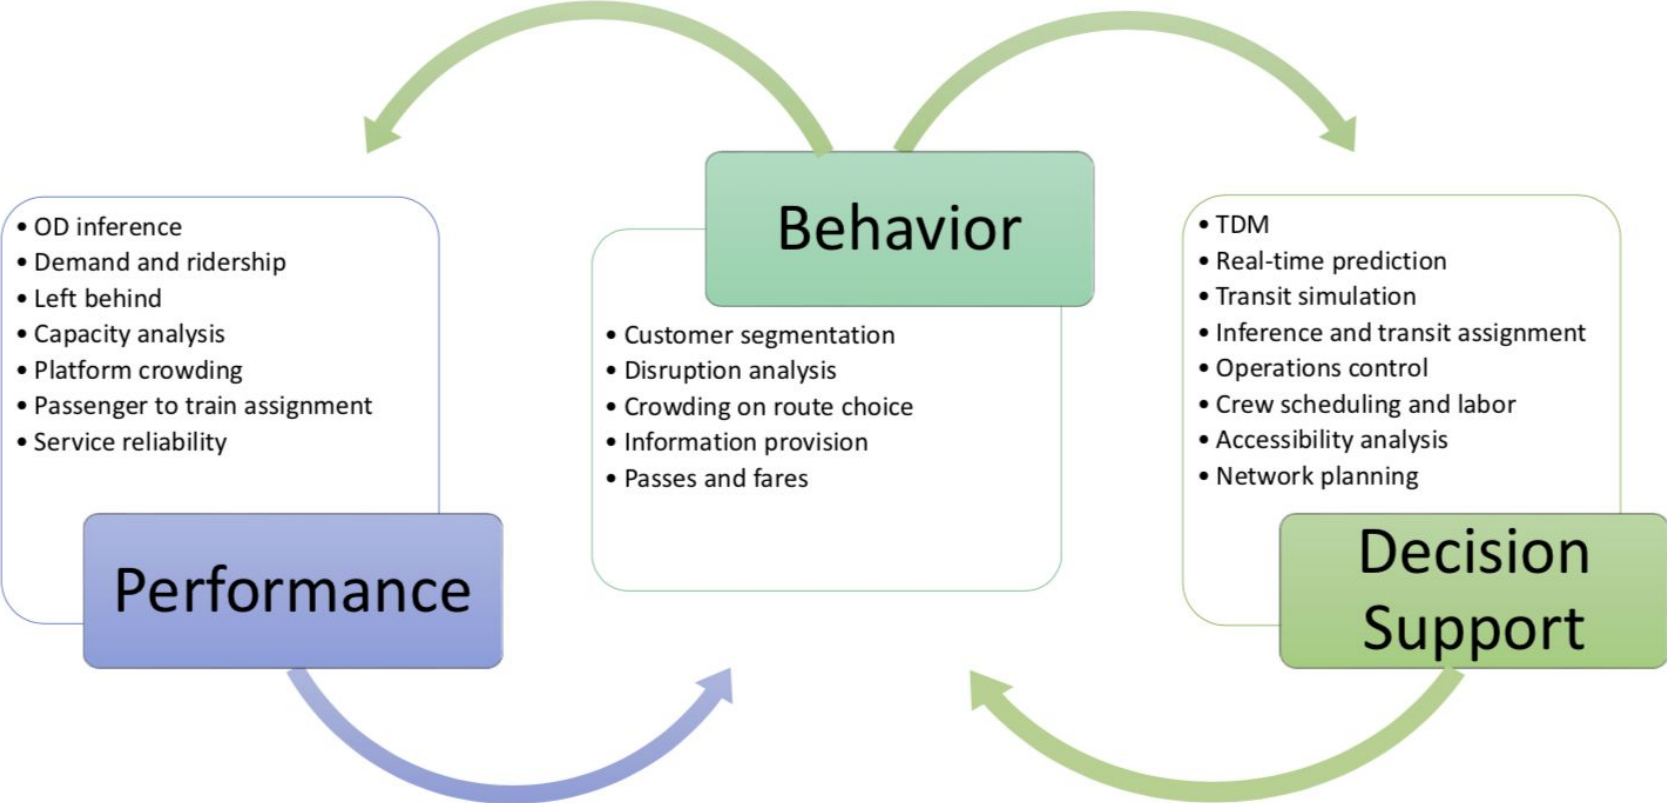 • OD inference
• Demand and ridership
• Left behind
• Capacity analysis
• Platform crowding
• Passenger to train assignment
• Service reliability
Performance
Behavior
• Customer segmentation
• Disruption analysis
• Crowding on route choice
• Information provision
• Passes and fares
• TDM
• Real-time prediction
• Transit simulation
• Inference and transit assignment
• Operations control
• Crew scheduling and labor
• Accessibility analysis
• Network planning
Decision
Support